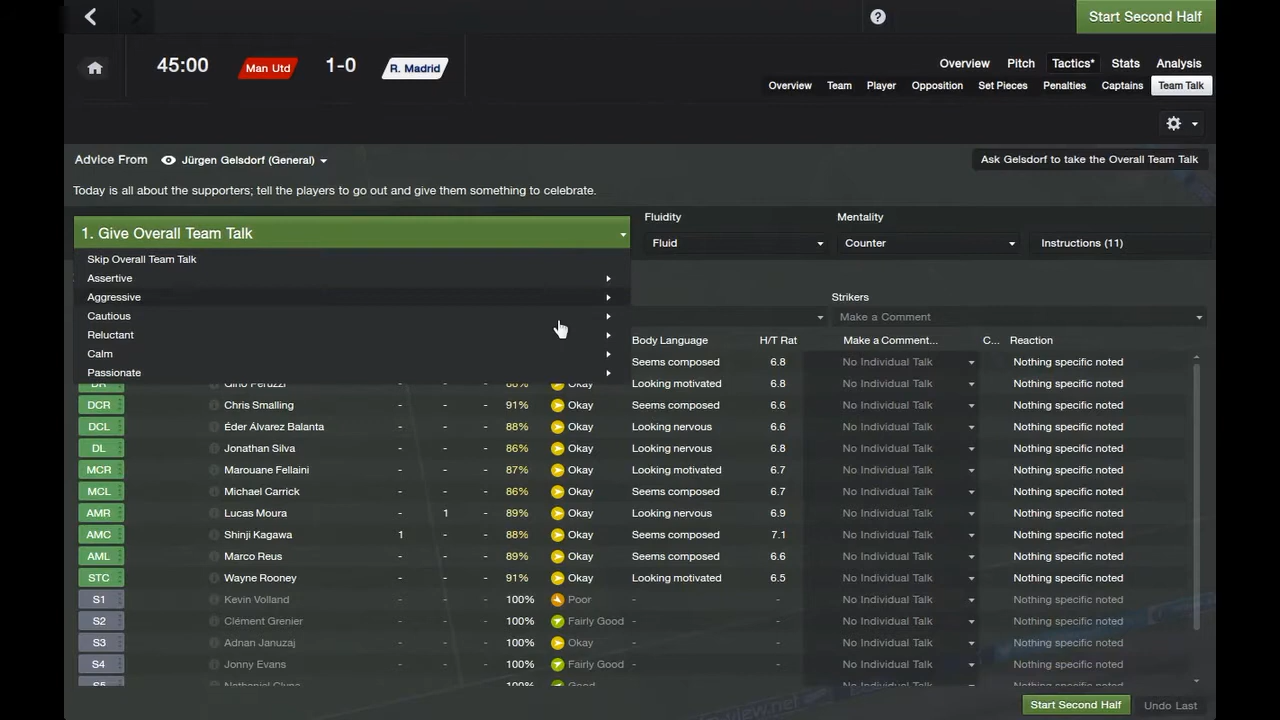 Start Second Half
45:00 Man Utd 1-0 R. Madrid
Overview Pitch Tactics* Stats Analysis
Overview Team Player Opposition Set Pieces Penalties Captains Team Talk
Advice From Jürgen Gelsdorf (General) Ask Gelsdorf to take the Overall Team Talk
Today is all about the supporters; tell the players to go out and give them something to celebrate.
Fluidity Mentality
1. Give Overall Team Talk Fluid Counter Instructions (11)
Skip Overall Team Talk
Assertive
Aggressive Strikers
Cautious Make a Comment
Reluctant Body Language H/T Rat Make a Comment... C... Reaction
Calm Seems composed 6.8 No Individual Talk Nothing specific noted
Passionate
DR Gino Peruzzi 88% Okay Looking motivated 6.8 No Individual Talk Nothing specific noted
DCR Chris Smalling - - - 91% Okay Seems composed 6.6 No Individual Talk Nothing specific noted
DCL Éder Álvarez Balanta - - - 88% Okay Looking nervous 6.6 No Individual Talk Nothing specific noted
DL Jonathan Silva - - - 86% Okay Looking nervous 6.8 No Individual Talk Nothing specific noted
MCR Marouane Fellaini - - - 87% Okay Looking motivated 6.7 No Individual Talk Nothing specific noted
MCL Michael Carrick - - - 86% Okay Seems composed 6.7 No Individual Talk Nothing specific noted
AMR Lucas Moura - 1 - 89% Okay Looking nervous 6.9 No Individual Talk Nothing specific noted
AMC Shinji Kagawa 1 - - 88% Okay Seems composed 7.1 No Individual Talk Nothing specific noted
AML Marco Reus - - - 89% Okay Seems composed 6.6 No Individual Talk Nothing specific noted
STC Wayne Rooney - - - 91% Okay Looking motivated 6.5 No Individual Talk Nothing specific noted
S1 Kevin Volland - - - 100% Poor - - No Individual Talk Nothing specific noted
S2 Clément Grenier - - - 100% Fairly Good - - No Individual Talk Nothing specific noted
S3 Adnan Januzaj - - - 100% Okay - - No Individual Talk Nothing specific noted
S4 Jonny Evans - - - 100% Fairly Good - - No Individual Talk Nothing specific noted
S5 Nathaniel Clyne 100% Good No Individual Talk Nothing specific noted
Start Second Half Undo Last